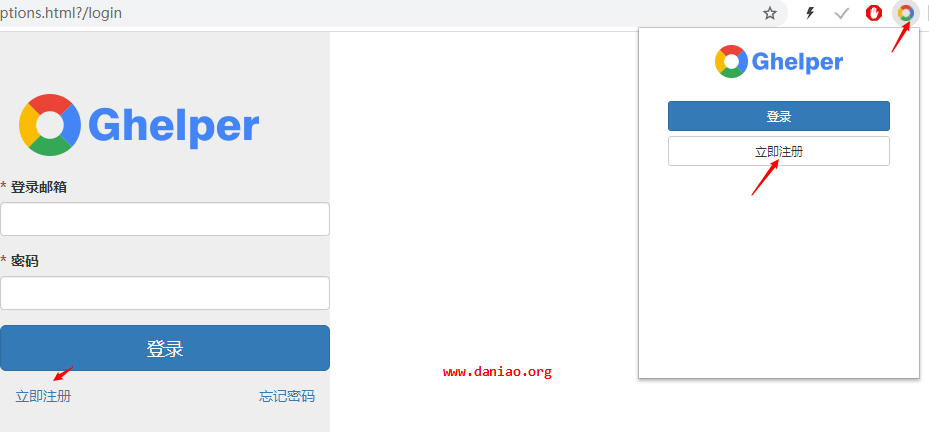 ptions.html?/login
Ghelper
* 登录邮箱
* 密码
登录
立即注册
忘记密码
Ghelper
登录
立即注册
www.daniao.org